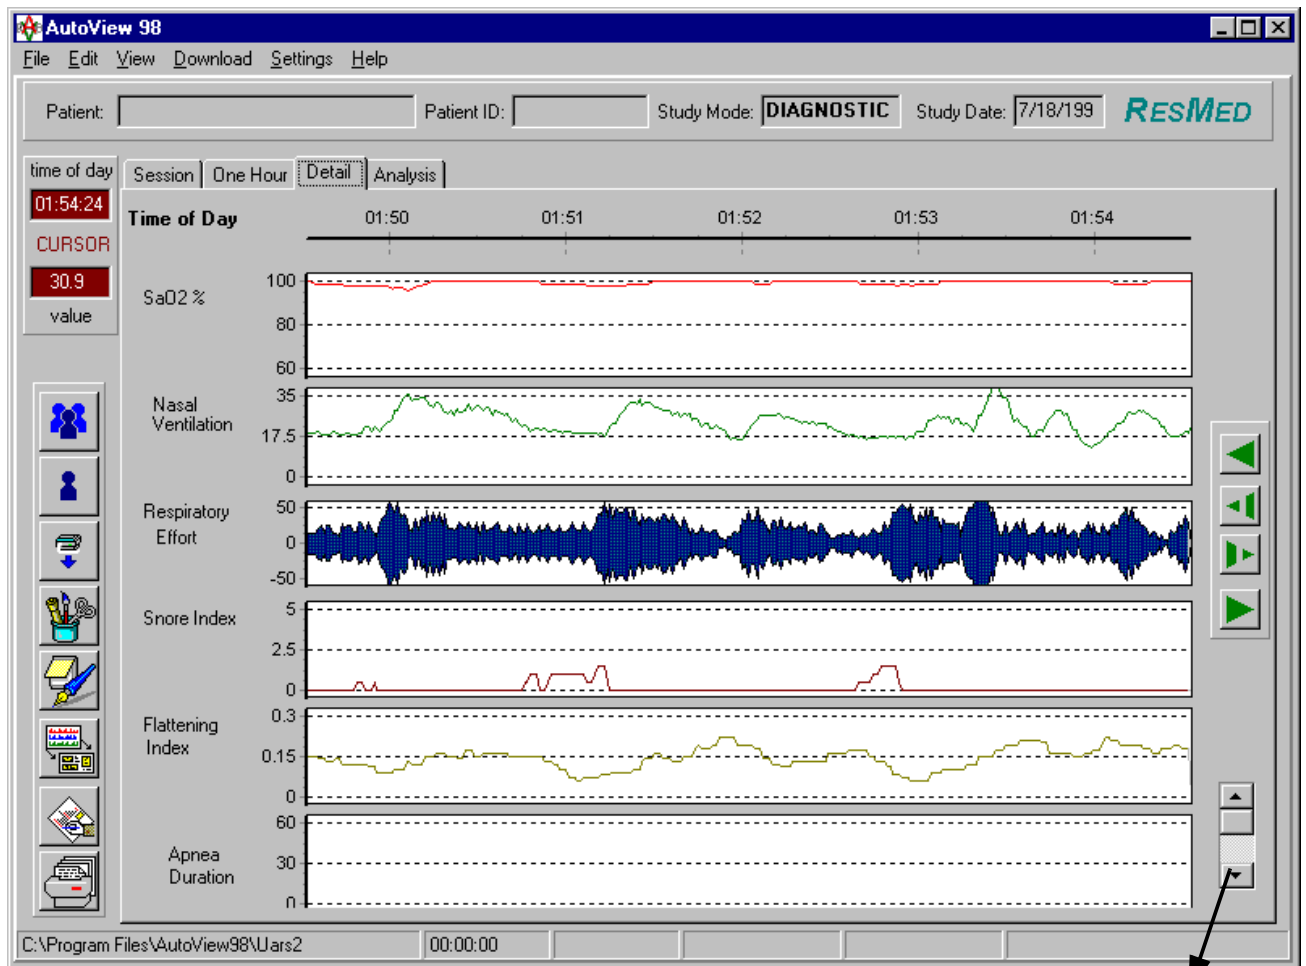 AutoView 98
File Edit View Download Settings Help
Patient: Patient ID: Study Mode: DIAGNOSTIC Study Date: 7/18/199 RESMED
time of day
01:54:24
CURSOR
30.9
value
Session One Hour Detail Analysis
Time of Day 01:50 01:51 01:52 01:53 01:54
SaO2 %
100
80
60
Nasal
Ventilation
35
17.5
0
Respiratory
Effort
50
0
-50
Snore Index
5
2.5
0
Flattening
Index
0.3
0.15
0
Apnea
Duration
60
30
0
C:\Program Files\AutoView98\Uars2 00:00:00